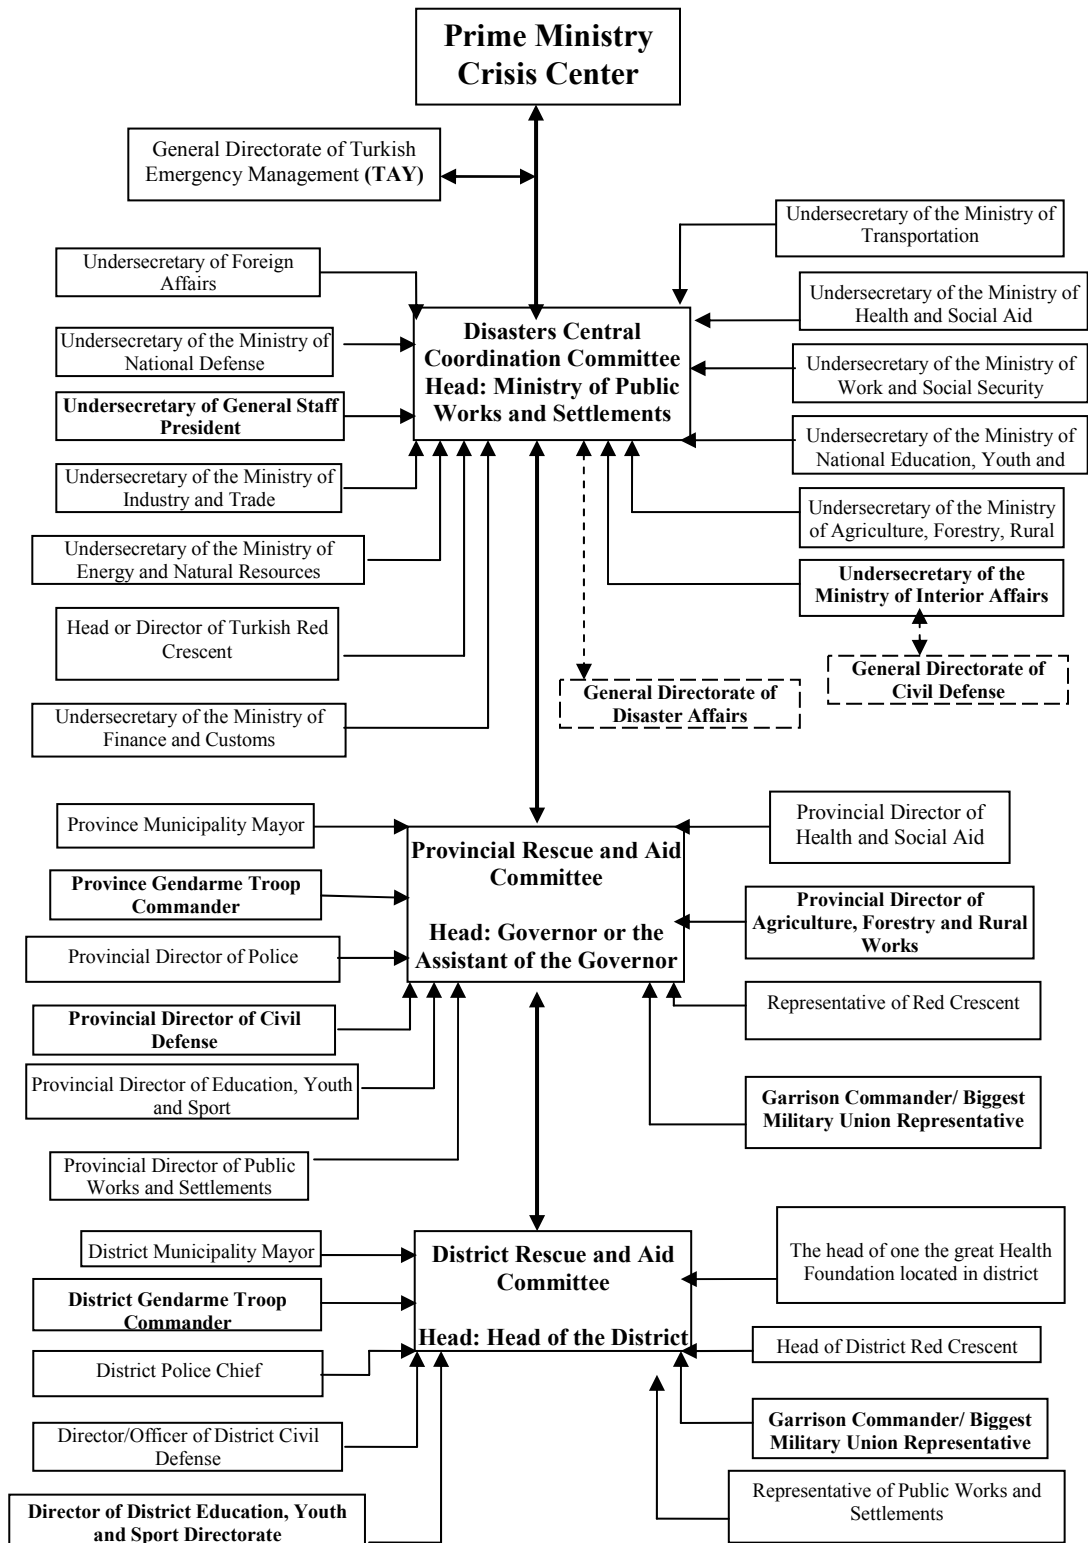 Prime Ministry
Crisis Center
General Directorate of Turkish
Emergency Management (TAY)
Undersecretary of the Ministry of
Transportation
Undersecretary of Foreign
Affairs
Undersecretary of the Ministry of
Health and Social Aid
Disasters Central
Coordination Committee
Head: Ministry of Public
Works and Settlements
Undersecretary of the Ministry of
National Defense
Undersecretary of the Ministry of
Work and Social Security
Undersecretary of General Staff
President
Undersecretary of the Ministry of
National Education, Youth and
Undersecretary of the Ministry of
Industry and Trade
Undersecretary of the Ministry
of Agriculture, Forestry, Rural
Undersecretary of the Ministry of
Energy and Natural Resources
Undersecretary of the
Ministry of Interior Affairs
Head or Director of Turkish Red
Crescent
General Directorate of
Civil Defense
General Directorate of
Disaster Affairs
Undersecretary of the Ministry of
Finance and Customs
Province Municipality Mayor
Provincial Director of
Health and Social Aid
Provincial Rescue and Aid
Committee
Head: Governor or the
Assistant of the Governor
Province Gendarme Troop
Commander
Provincial Director of
Agriculture, Forestry and Rural
Works
Provincial Director of Police
Representative of Red Crescent
Provincial Director of Civil
Defense
Provincial Director of Education, Youth
and Sport
Garrison Commander/ Biggest
Military Union Representative
Provincial Director of Public
Works and Settlements
District Municipality Mayor
District Rescue and Aid
Committee
Head: Head of the District
The head of one the great Health
Foundation located in district
District Gendarme Troop
Commander
Head of District Red Crescent
District Police Chief
Garrison Commander/ Biggest
Military Union Representative
Director/Officer of District Civil
Defense
Representative of Public Works and
Settlements
Director of District Education, Youth
and Sport Directorate